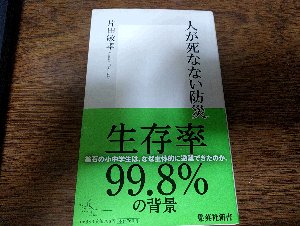 人が死なない防災
片田敏孝
生存率
釜石の小中学生は、なぜ主体的に避難できたのか。
99.8%
の背景
集英社新書